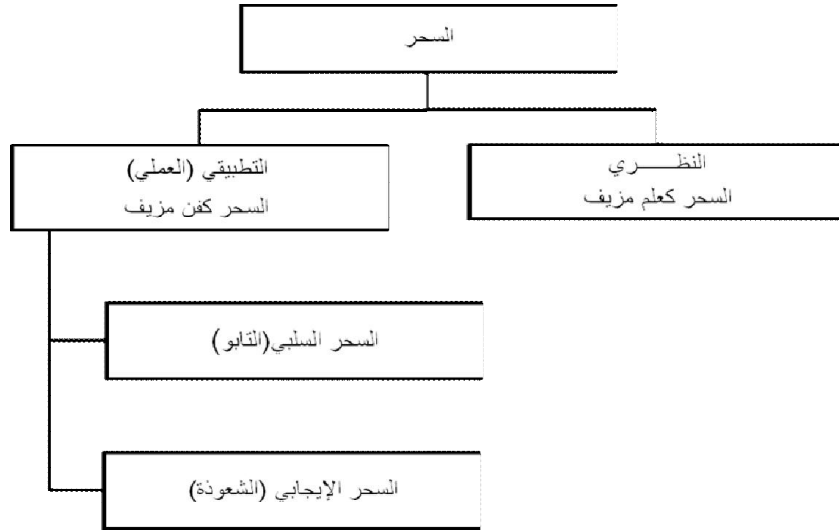 السحر
النظـــــري
السحر كعلم مزيف
التطبيقي (العملي)
السحر كفن مزيف
السحر السلبي(التابو)
السحر الإيجابي (الشعوذة)